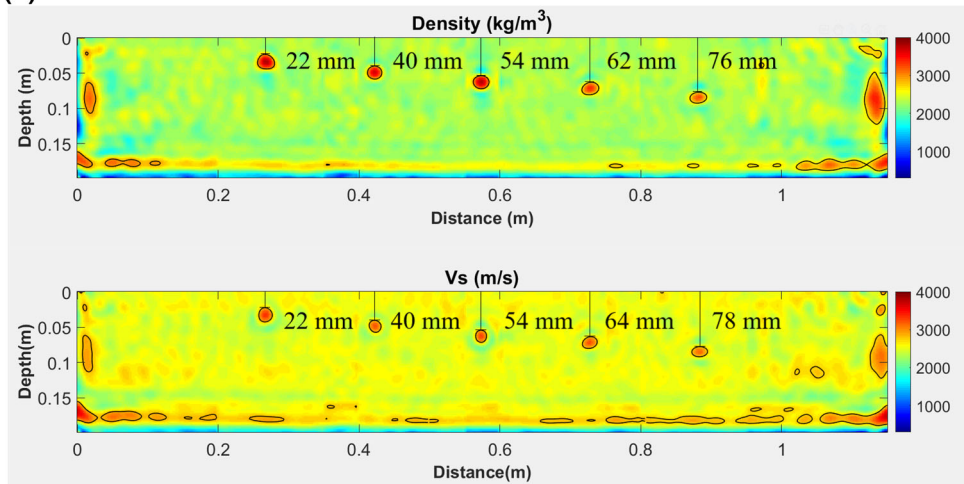 Density (kg/m³)
0
0.05
0.1
0.15
Depth (m)
22 mm
40 mm
54 mm
62 mm
76 mm
4000
3000
2000
1000
0 0.2 0.4 0.6 0.8 1
Distance (m)
Vs (m/s)
0
0.05
0.1
0.15
Depth(m)
22 mm
40 mm
54 mm
64 mm
78 mm
4000
3000
2000
1000
0 0.2 0.4 0.6 0.8 1
Distance(m)